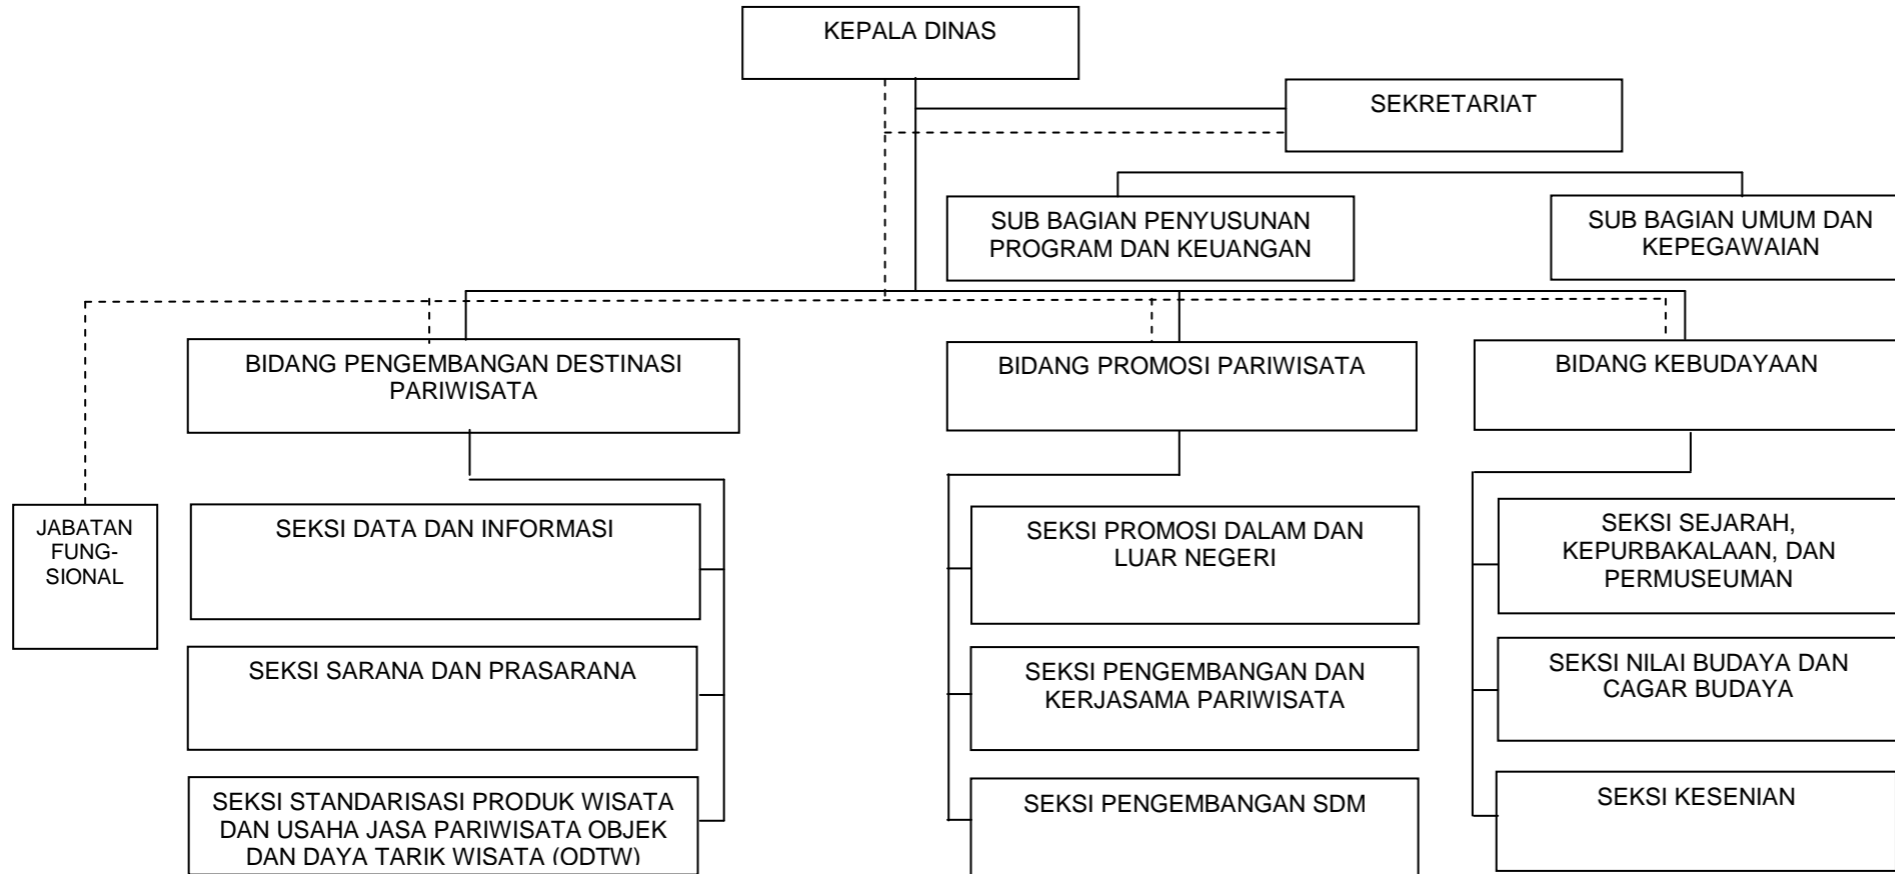 KEPALA DINAS
SEKRETARIAT
SUB BAGIAN PENYUSUNAN
PROGRAM DAN KEUANGAN
SUB BAGIAN UMUM DAN
KEPEGAWAIAN
BIDANG PENGEMBANGAN DESTINASI
PARIWISATA
BIDANG PROMOSI PARIWISATA
BIDANG KEBUDAYAAN
JABATAN
FUNG-
SIONAL
SEKSI DATA DAN INFORMASI
SEKSI SARANA DAN PRASARANA
SEKSI STANDARISASI PRODUK WISATA
DAN USAHA JASA PARIWISATA OBJEK
DAN DAYA TARIK WISATA (ODTW)
SEKSI PROMOSI DALAM DAN
LUAR NEGERI
SEKSI PENGEMBANGAN DAN
KERJASAMA PARIWISATA
SEKSI PENGEMBANGAN SDM
SEKSI SEJARAH,
KEPURBAKALAAN, DAN
PERMUSEUMAN
SEKSI NILAI BUDAYA DAN
CAGAR BUDAYA
SEKSI KESENIAN